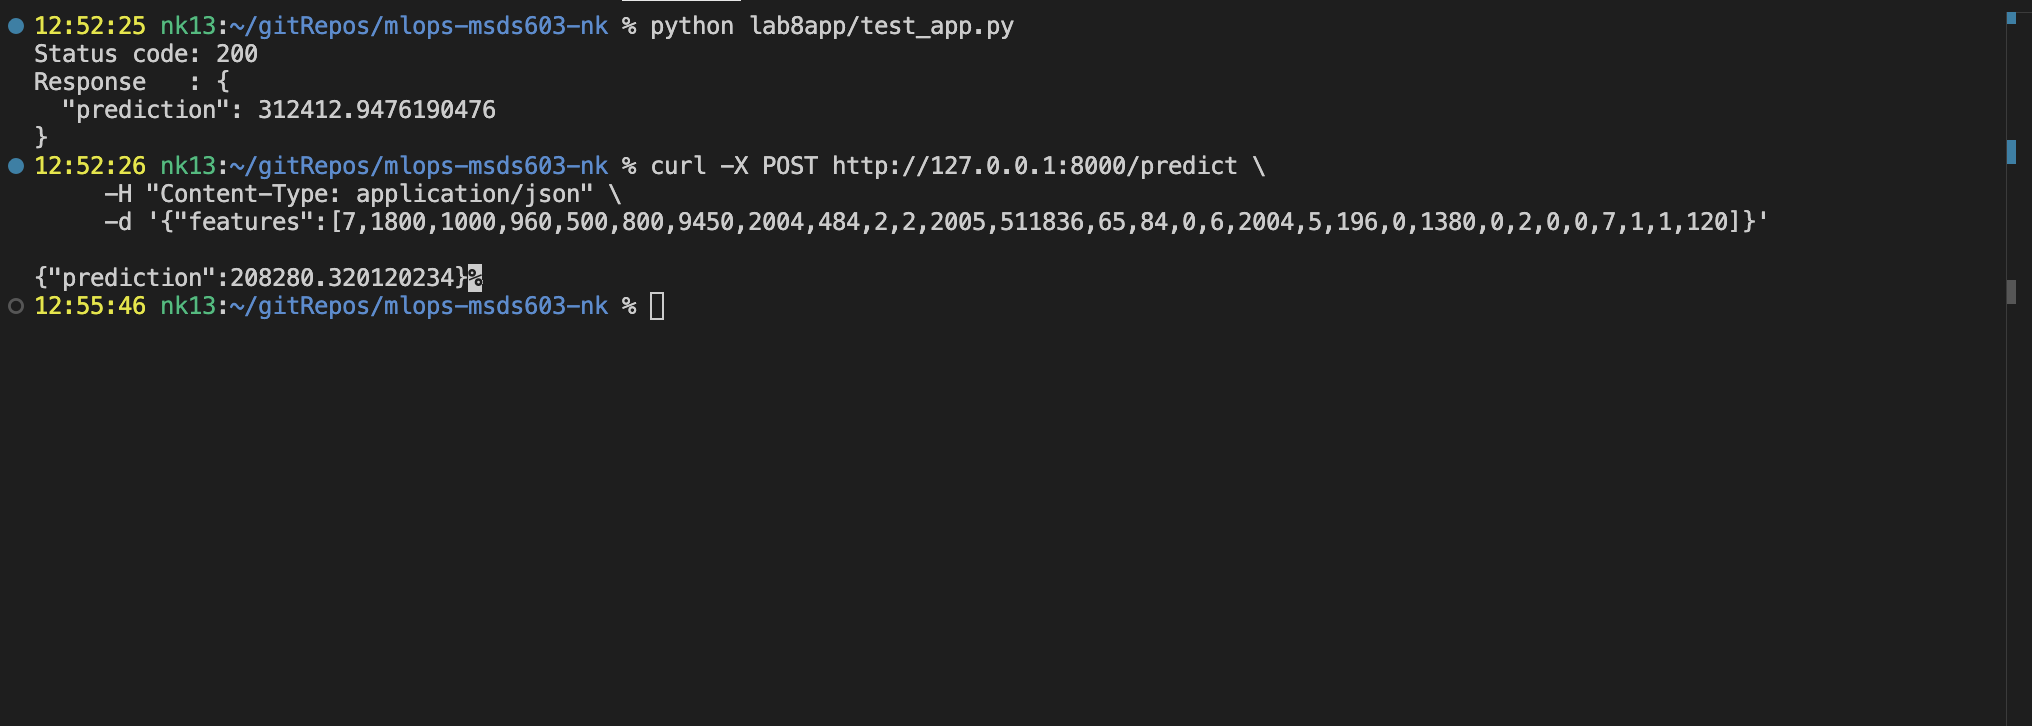 12:52:25 nk13:~/gitRepos/mlops-msds603-nk % python lab8app/test_app.py
Status code: 200
Response   : {
  "prediction": 312412.9476190476
}
12:52:26 nk13:~/gitRepos/mlops-msds603-nk % curl -X POST http://127.0.0.1:8000/predict \
     -H "Content-Type: application/json" \
     -d '{"features":[7,1800,1000,960,500,800,9450,2004,484,2,2,2005,511836,65,84,0,6,2004,5,196,0,1380,0,2,0,0,7,1,1,120]}'
{"prediction":208280.320120234}%
12:55:46 nk13:~/gitRepos/mlops-msds603-nk %